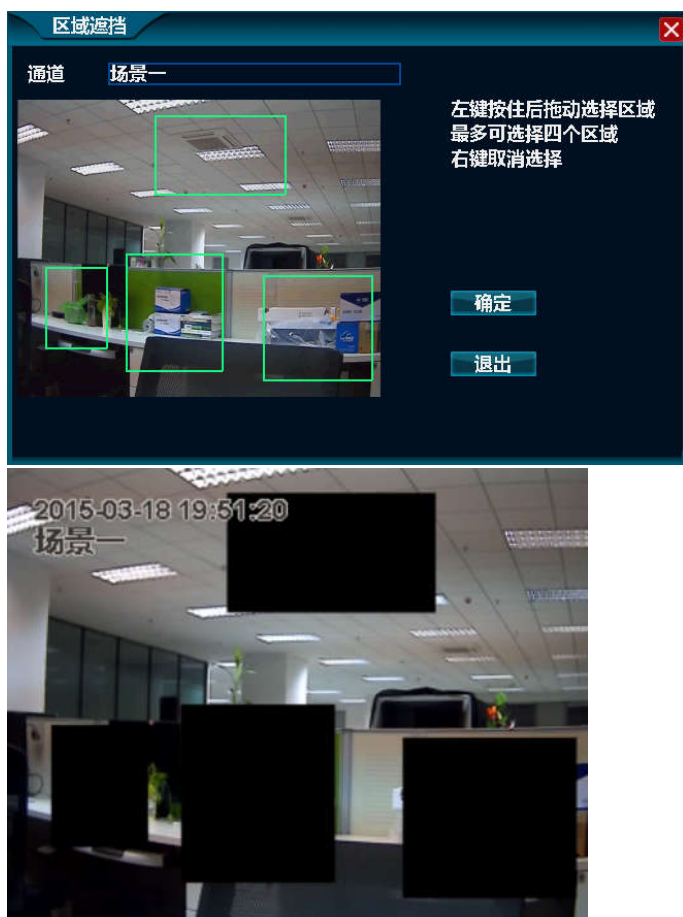 区域遮挡
通道
场景一
左键按住后拖动选择区域
最多可选择四个区域
右键取消选择
确定
退出
2015-03-18 19:51:20
场景一